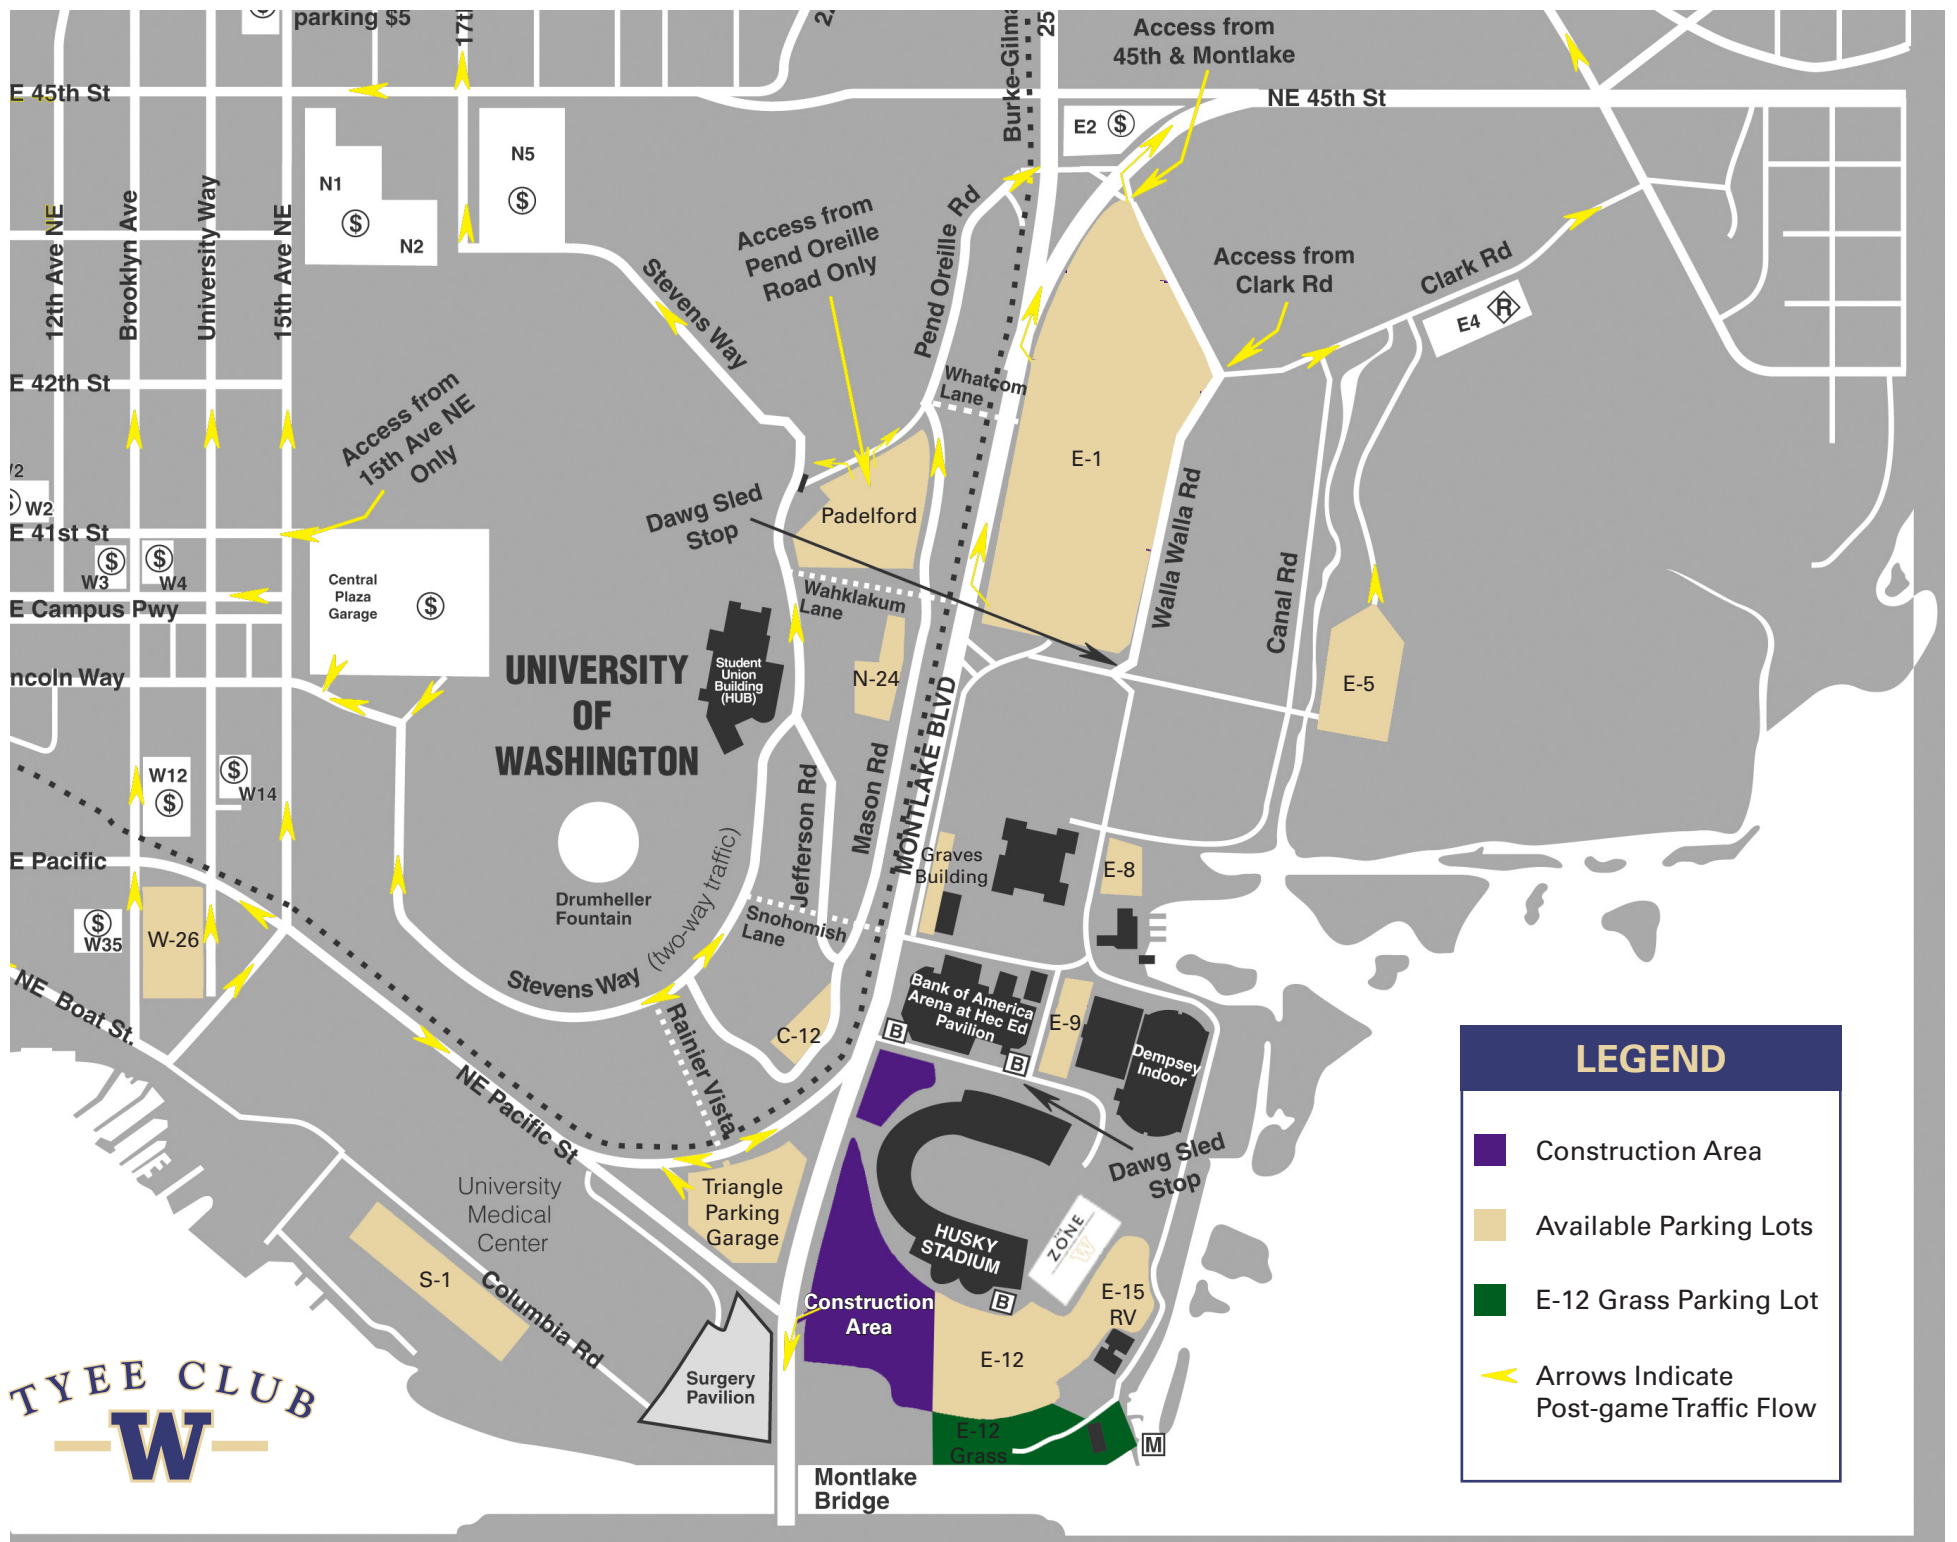 parking $5
17th
25
Burke-Gilma
Access from
45th & Montlake
E 45th St
NE 45th St
E2 $
N5
$
N1
$
N2
12th Ave NE
Brooklyn Ave
University Way
15th Ave NE
Stevens Way
Access from
Pend Oreille
Road Only
Pend Oreille Rd
Access from
Clark Rd
Clark Rd
E4 R
Whatcom
Lane
E 42th St
Access from
15th Ave NE
Only
E-1
W2
E 41st St
Dawg Sled
Stop
Padelford
Walla Walla Rd
Canal Rd
$
W3
$
W4
Central
Plaza
Garage
$
E Campus Pwy
Wahklakum
Lane
UNIVERSITY
OF
WASHINGTON
Student
Union
Building
(HUB)
N-24
E-5
ncoln Way
MONTLAKE BLVD
Mason Rd
Jefferson Rd
W12
$
$
W14
Drumheller
Fountain
(two-way traffic)
Graves
Building
E-8
E Pacific
$
W35
W-26
Snohomish
Lane
Stevens Way
Bank of America
Arena at Hec Ed
Pavilion
E-9
Dempsey
Indoor
NE Boat St.
Rainier Vista
C-12
B
B
NE Pacific St
Dawg Sled
Stop
University
Medical
Center
Triangle
Parking
Garage
HUSKY
STADIUM
THE
ZONE
W
S-1
Columbia Rd
B
E-15
RV
Construction
Area
E-12
Surgery
Pavilion
E-12
Grass
M
Montlake
Bridge
TYEE CLUB
W
LEGEND
Construction Area
Available Parking Lots
E-12 Grass Parking Lot
Arrows Indicate
Post-game Traffic Flow